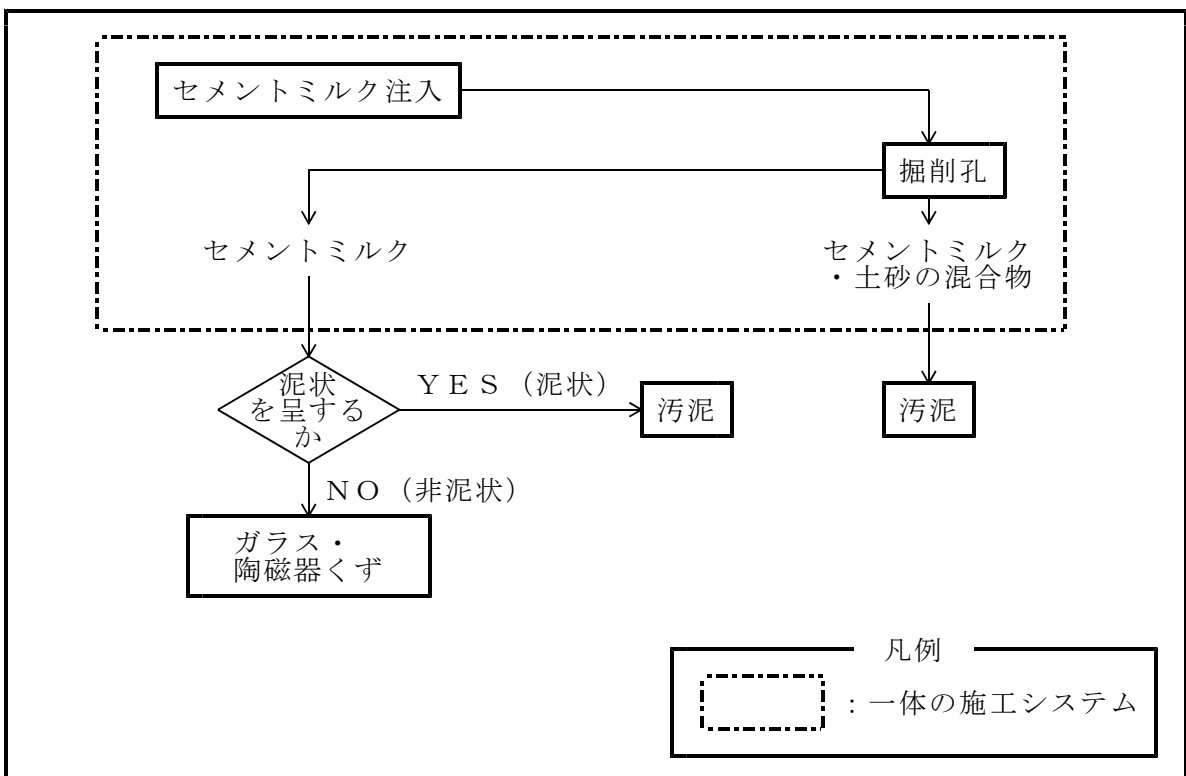 セメントミルク注入
掘削孔
セメントミルク
セメントミルク
・土砂の混合物
泥状
を呈する
か
ＹＥＳ（泥状）
汚泥
汚泥
ＮＯ（非泥状）
ガラス・
陶磁器くず
凡例
：一体の施工システム